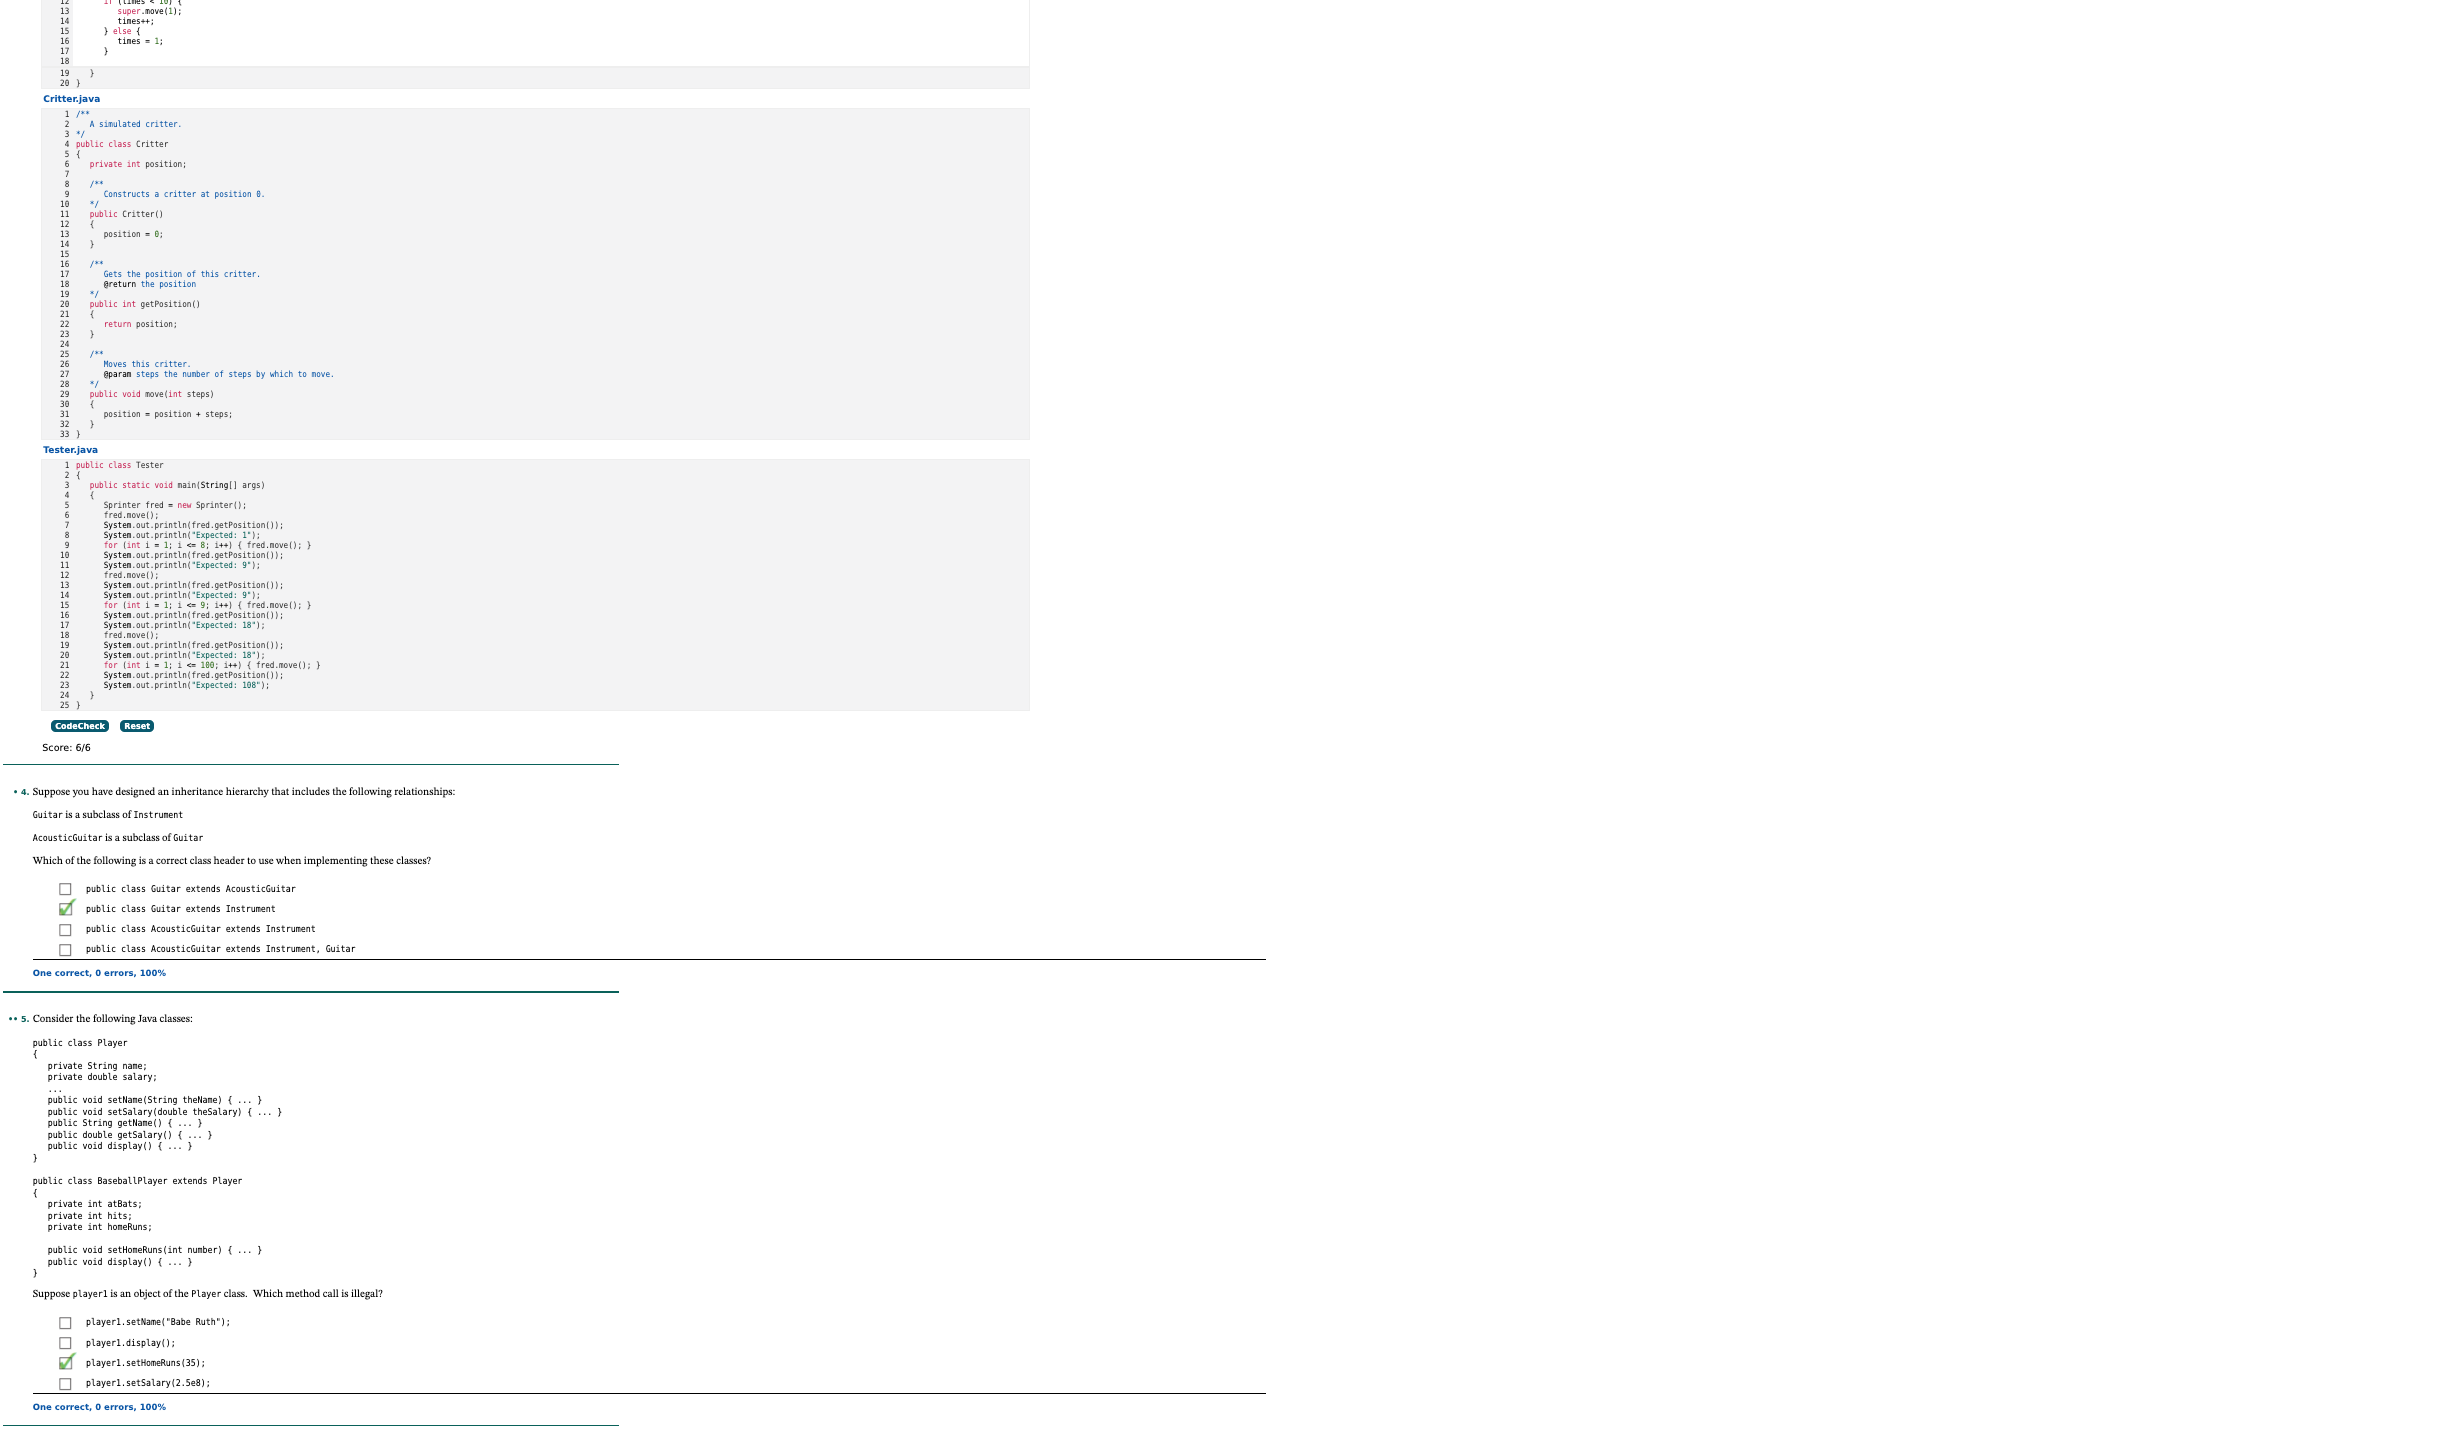 12       if (times < 10) {
13          super.move(1);
14          times++;
15       } else {
16          times = 1;
17       }
18
19    }
20 }
Critter.java
1 /**
2    A simulated critter.
3 */
4 public class Critter
5 {
6    private int position;
7
8    /**
9       Constructs a critter at position 0.
10    */
11    public Critter()
12    {
13       position = 0;
14    }
15
16    /**
17       Gets the position of this critter.
18       @return the position
19    */
20    public int getPosition()
21    {
22       return position;
23    }
24
25    /**
26       Moves this critter.
27       @param steps the number of steps by which to move.
28    */
29    public void move(int steps)
30    {
31       position = position + steps;
32    }
33 }
Tester.java
1 public class Tester
2 {
3    public static void main(String[] args)
4    {
5       Sprinter fred = new Sprinter();
6       fred.move();
7       System.out.println(fred.getPosition());
8       System.out.println("Expected: 1");
9       for (int i = 1; i <= 8; i++) { fred.move(); }
10       System.out.println(fred.getPosition());
11       System.out.println("Expected: 9");
12       fred.move();
13       System.out.println(fred.getPosition());
14       System.out.println("Expected: 9");
15       for (int i = 1; i <= 9; i++) { fred.move(); }
16       System.out.println(fred.getPosition());
17       System.out.println("Expected: 18");
18       fred.move();
19       System.out.println(fred.getPosition());
20       System.out.println("Expected: 18");
21       for (int i = 1; i <= 100; i++) { fred.move(); }
22       System.out.println(fred.getPosition());
23       System.out.println("Expected: 108");
24    }
25 }
CodeCheck Reset
Score: 6/6
• 4. Suppose you have designed an inheritance hierarchy that includes the following relationships:
Guitar is a subclass of Instrument
AcousticGuitar is a subclass of Guitar
Which of the following is a correct class header to use when implementing these classes?
public class Guitar extends AcousticGuitar
public class Guitar extends Instrument
public class AcousticGuitar extends Instrument
public class AcousticGuitar extends Instrument, Guitar
One correct, 0 errors, 100%
•• 5. Consider the following Java classes:
public class Player
{
   private String name;
   private double salary;
   ...
   public void setName(String theName) { ... }
   public void setSalary(double theSalary) { ... }
   public String getName() { ... }
   public double getSalary() { ... }
   public void display() { ... }
}
public class BaseballPlayer extends Player
{
   private int atBats;
   private int hits;
   private int homeRuns;
   public void setHomeRuns(int number) { ... }
   public void display() { ... }
}
Suppose player1 is an object of the Player class. Which method call is illegal?
player1.setName("Babe Ruth");
player1.display();
player1.setHomeRuns(35);
player1.setSalary(2.5e8);
One correct, 0 errors, 100%